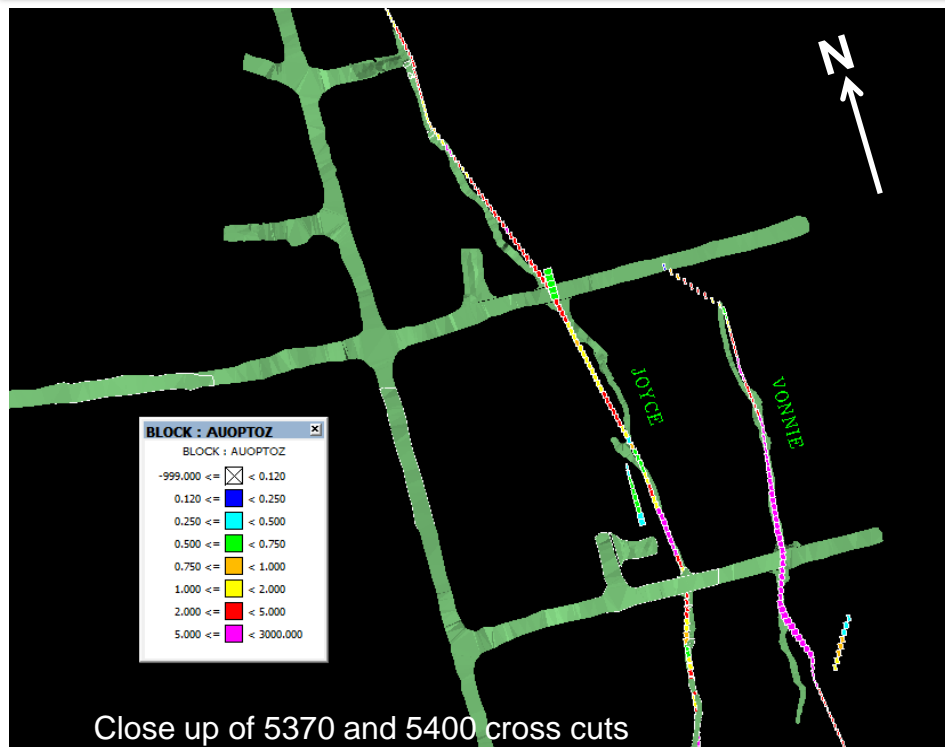 N
JOYCE
VONNIE
BLOCK : AUOPTOZ
BLOCK : AUOPTOZ
-999.000 <= < 0.120
0.120 <= < 0.250
0.250 <= < 0.500
0.500 <= < 0.750
0.750 <= < 1.000
1.000 <= < 2.000
2.000 <= < 5.000
5.000 <= < 3000.000
Close up of 5370 and 5400 cross cuts